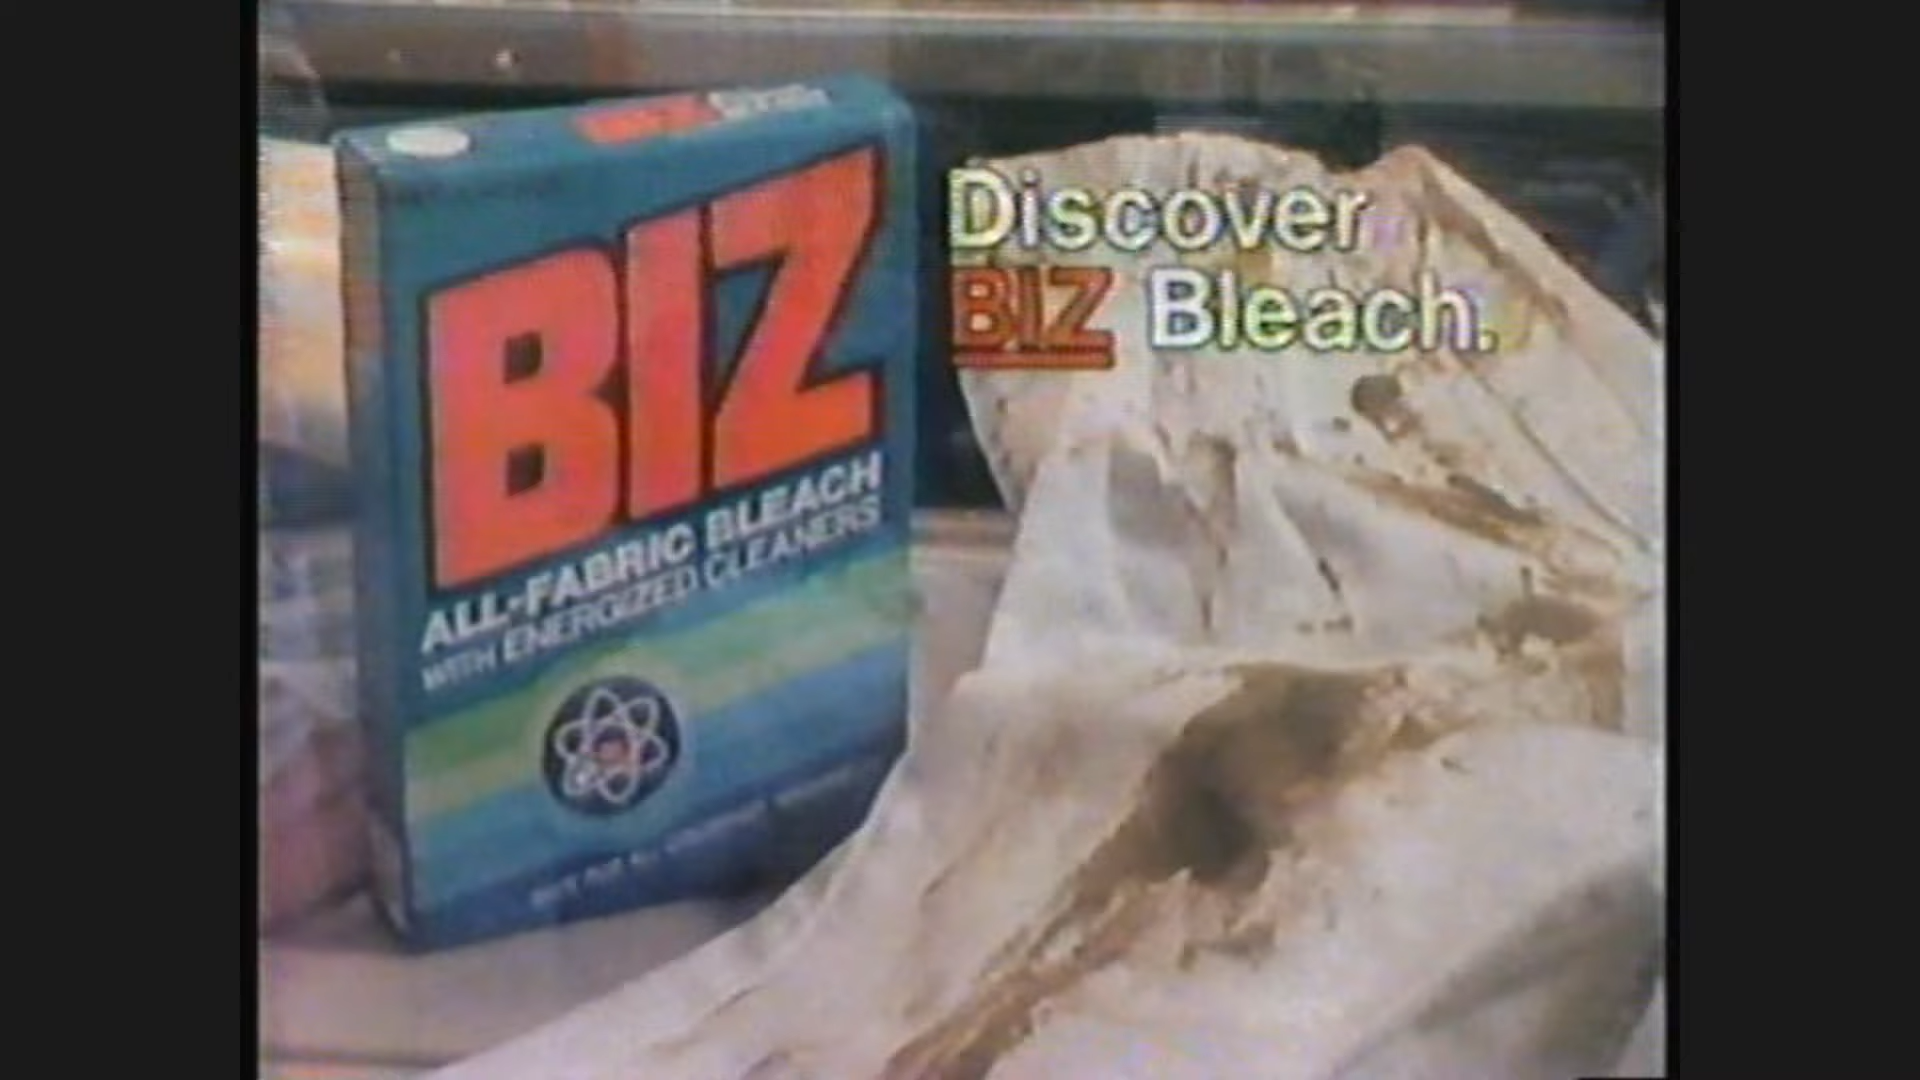 BIZ
ALL-FABRIC BLEACH
WITH ENERGIZED CLEANERS
Discover
BIZ Bleach.